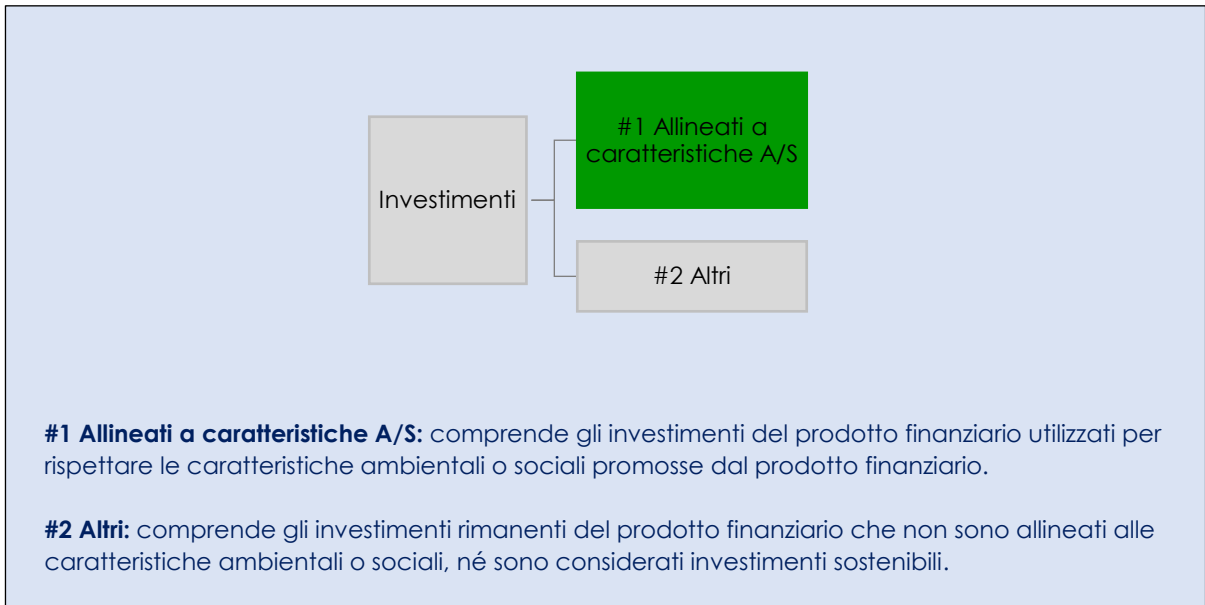 #1 Allineati a
caratteristiche A/S
Investimenti
#2 Altri
#1 Allineati a caratteristiche A/S: comprende gli investimenti del prodotto finanziario utilizzati per
rispettare le caratteristiche ambientali o sociali promosse dal prodotto finanziario.
#2 Altri: comprende gli investimenti rimanenti del prodotto finanziario che non sono allineati alle
caratteristiche ambientali o sociali, né sono considerati investimenti sostenibili.